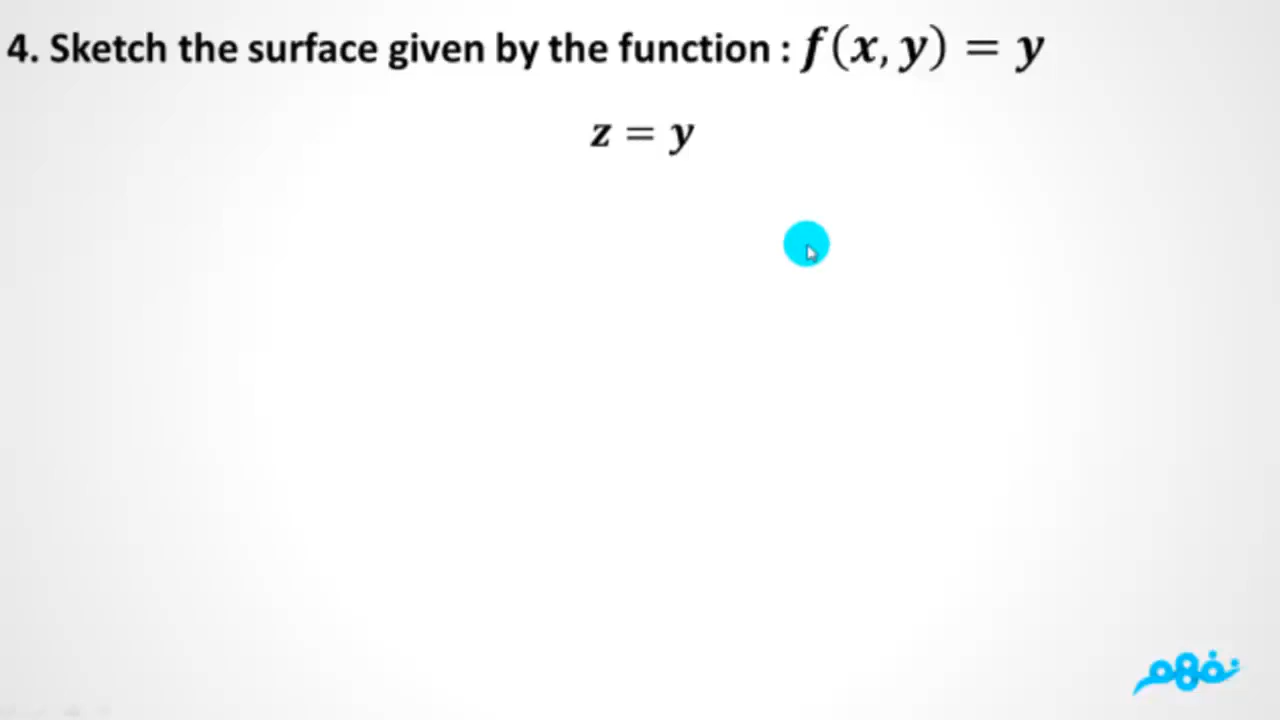 4. Sketch the surface given by the function : f(x, y) = y
z = y
نفهم